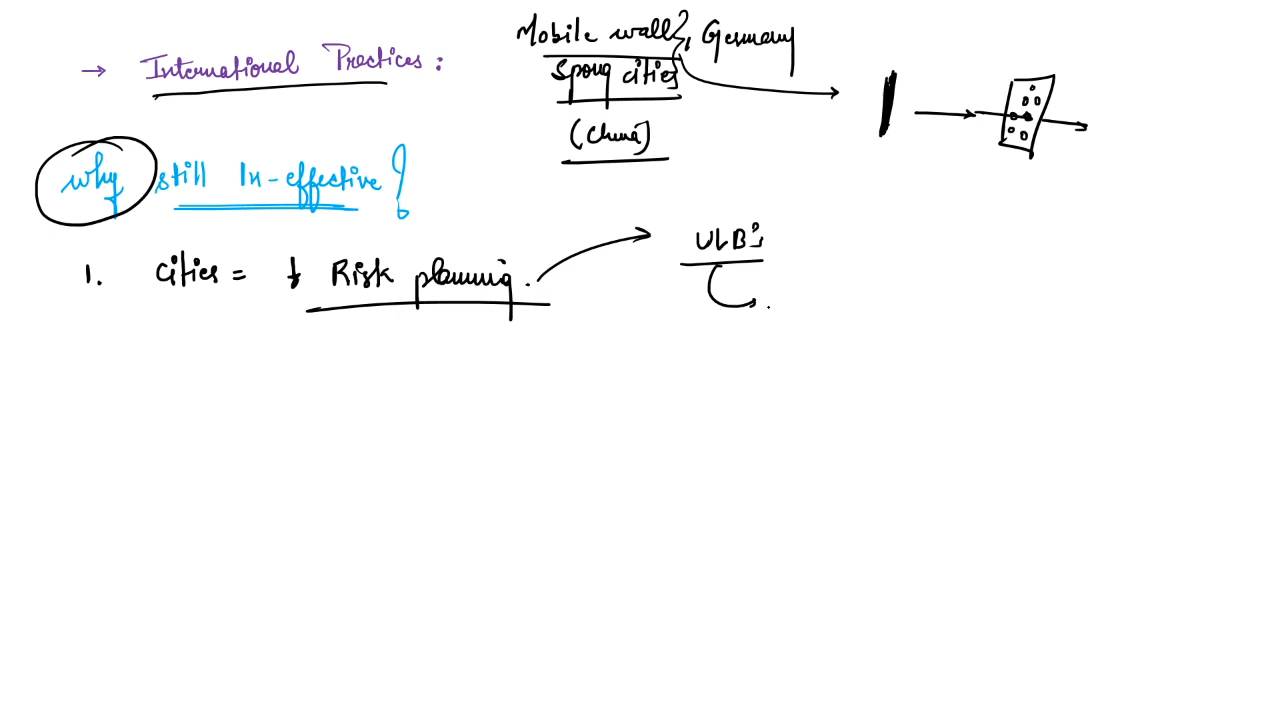 Mobile walls, Germany
→ International Practices :
Spong cities
(China)
why still In-effective ?
1. Cities = ↓ Risk planning.
ULB's